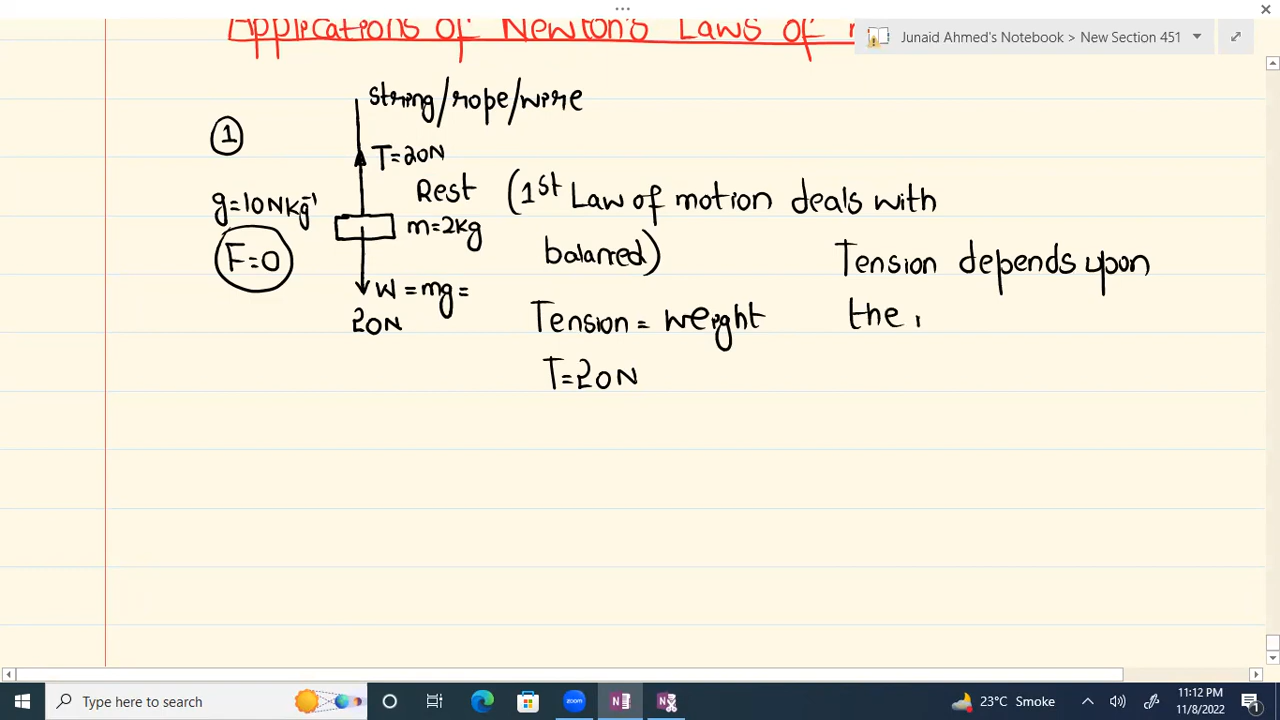 Applications of Newton's Laws of
Junaid Ahmed's Notebook > New Section 451
string/rope/wire
1
T=20N
Rest (1st Law of motion deals with
g=10NKg-1
m=2Kg
balanced)
F=0
Tension depends upon
W = mg =
20N
Tension = weight
the
T=20N
Type here to search
23°C Smoke
11:12 PM
11/8/2022
1